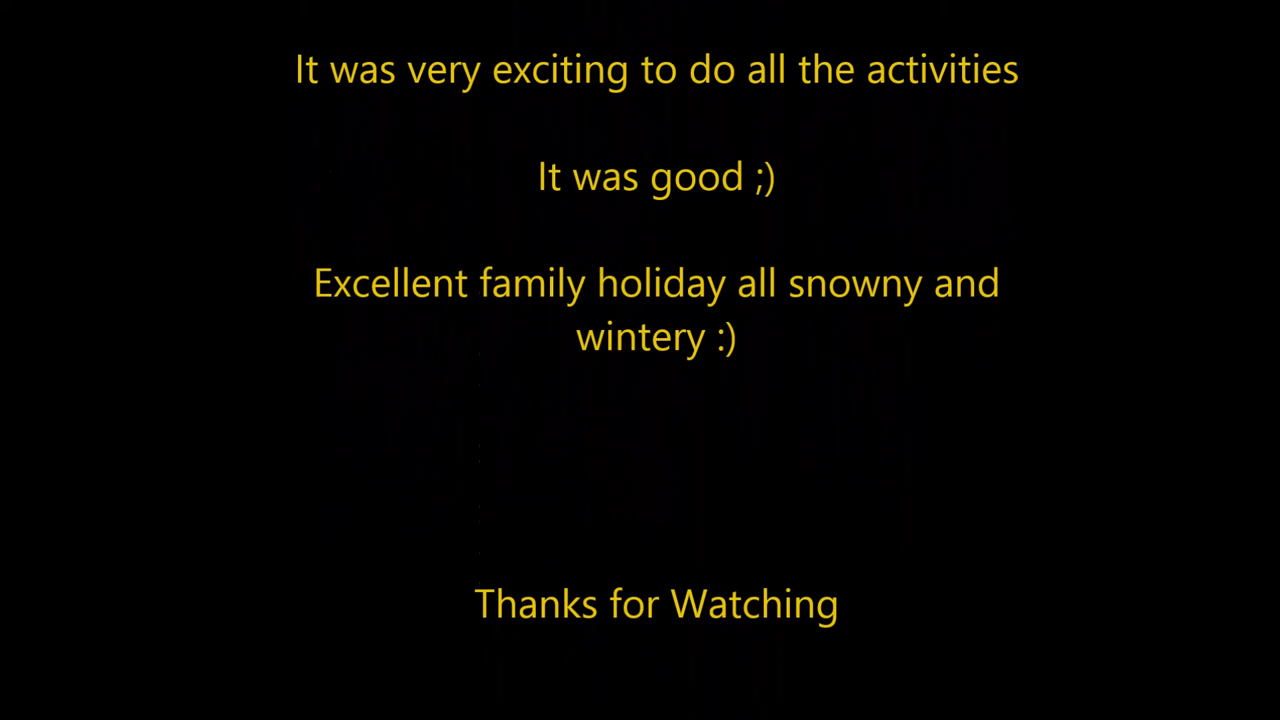 It was very exciting to do all the activities
It was good ;)
Excellent family holiday all snowny and
wintery :)
Thanks for Watching